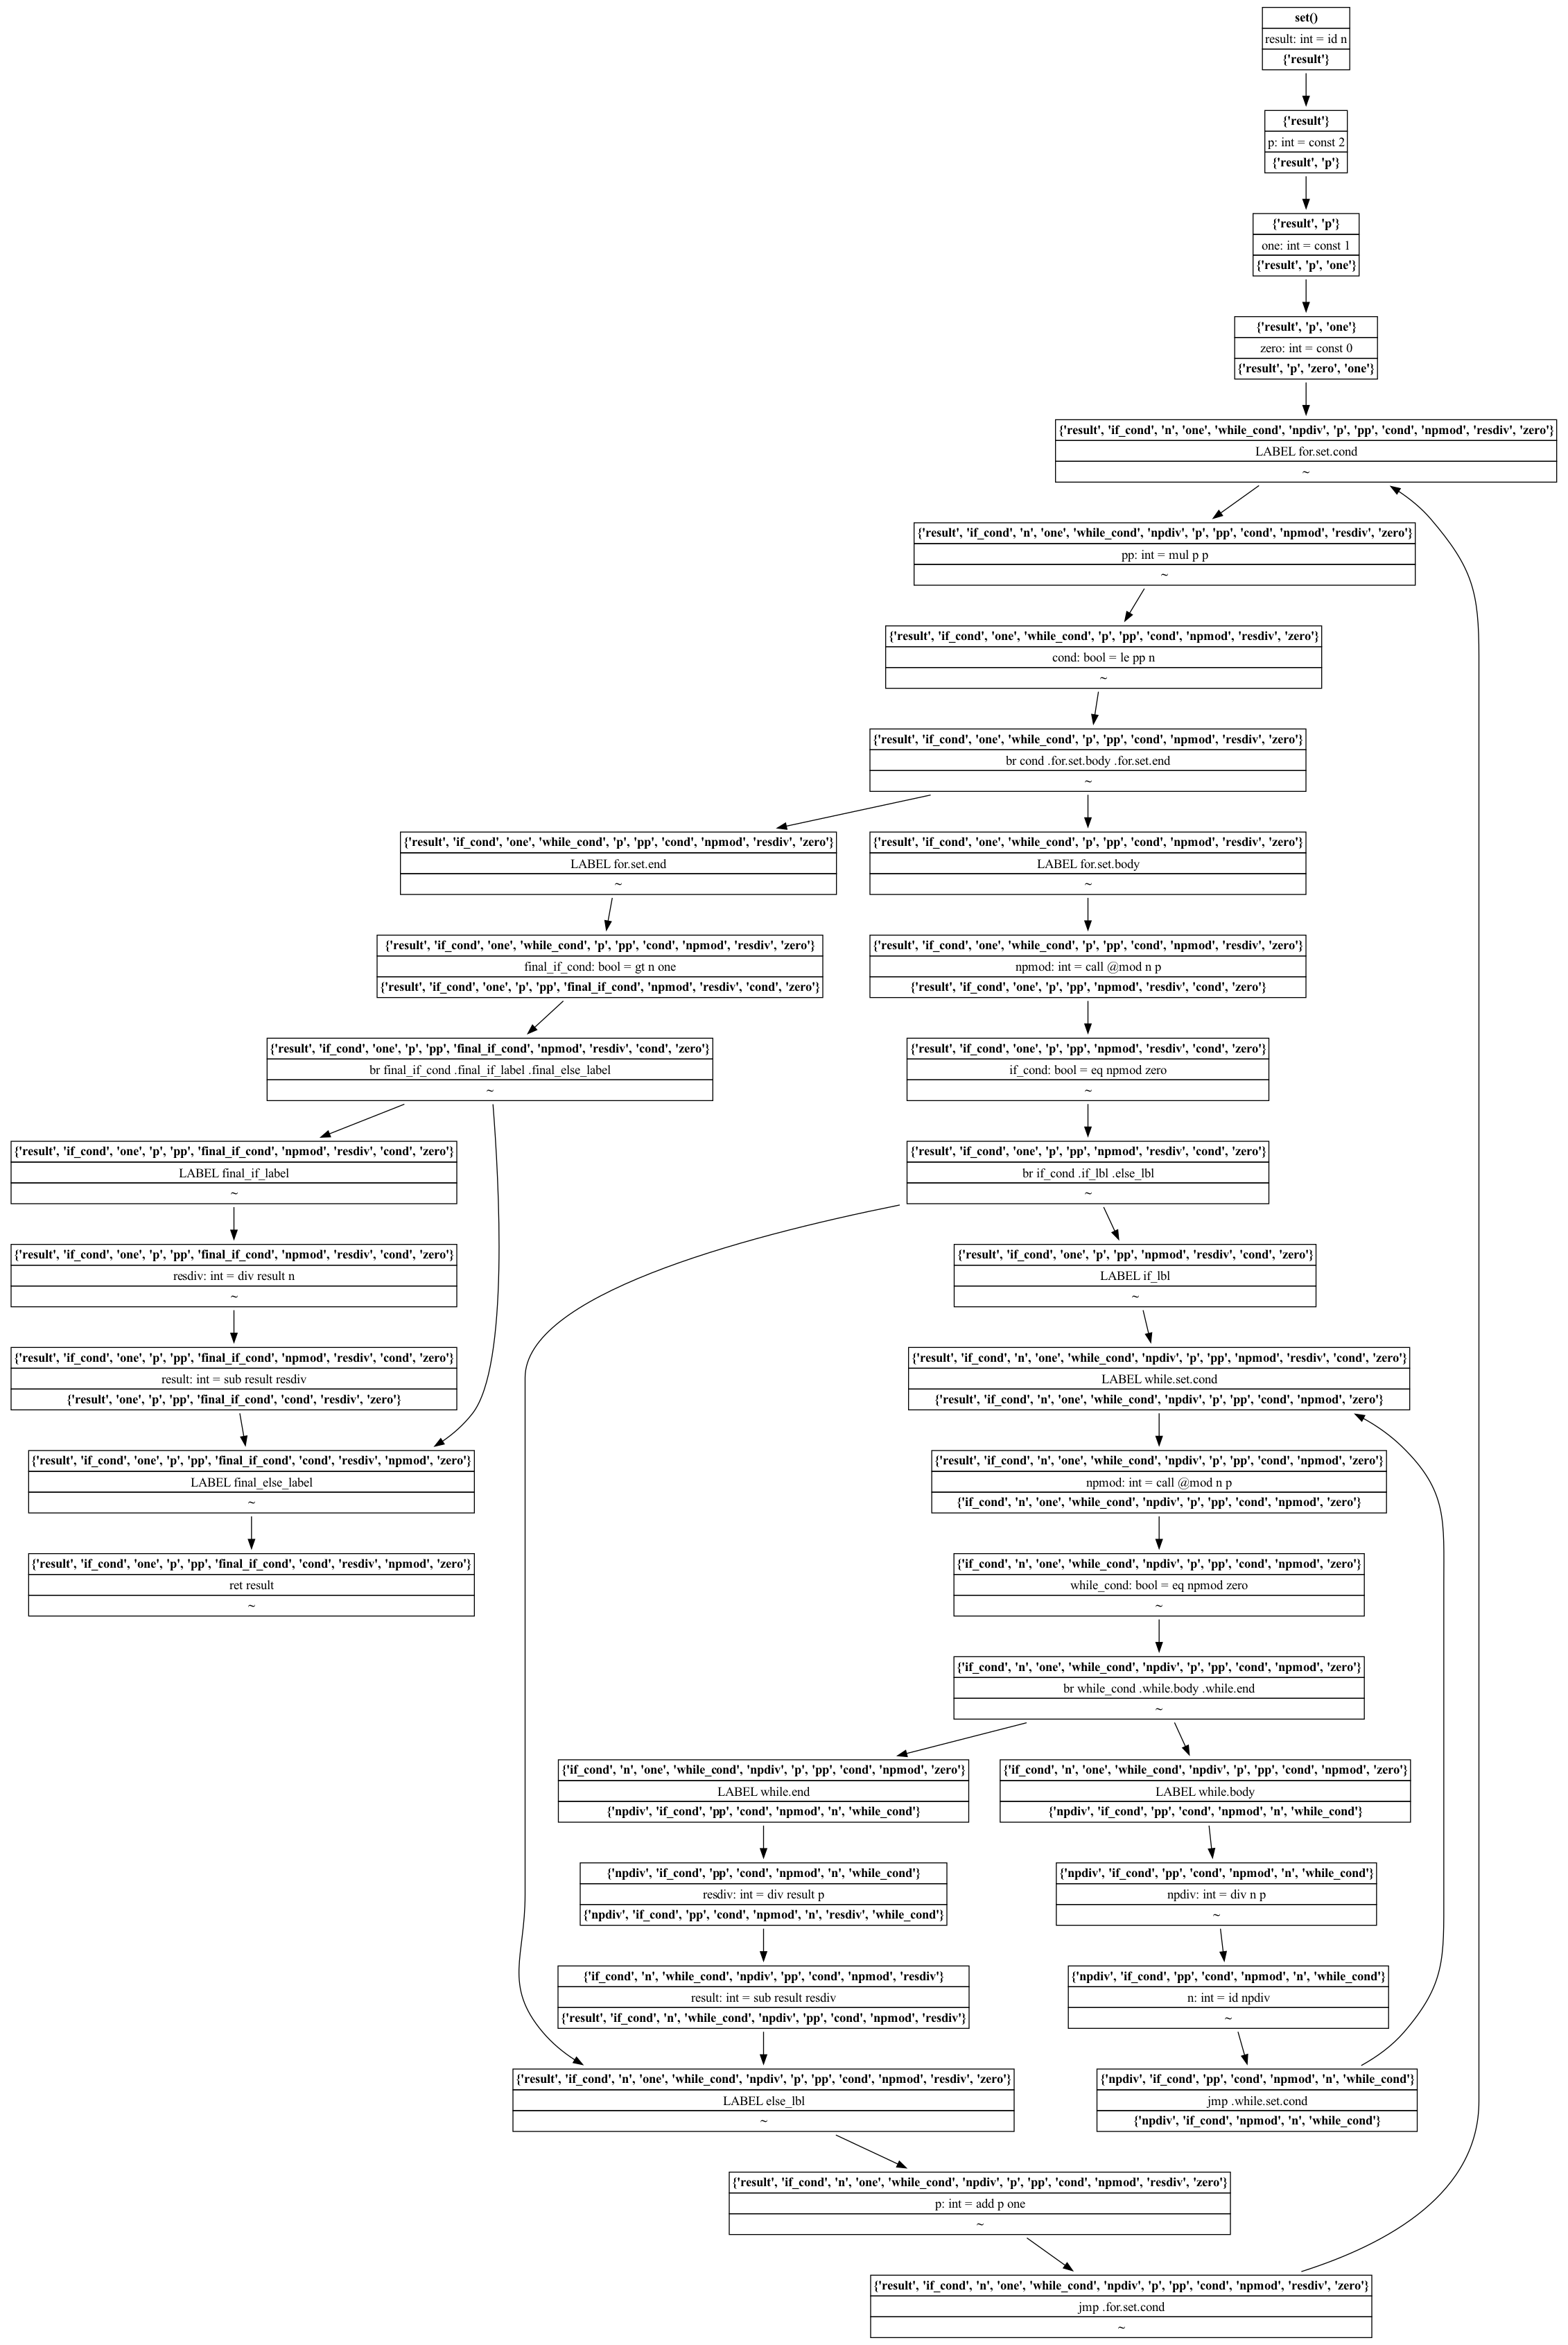 set()
result: int = id n
{'result'}
{'result'}
p: int = const 2
{'result', 'p'}
{'result', 'p'}
one: int = const 1
{'result', 'p', 'one'}
{'result', 'p', 'one'}
zero: int = const 0
{'result', 'p', 'zero', 'one'}
{'result', 'if_cond', 'n', 'one', 'while_cond', 'npdiv', 'p', 'pp', 'cond', 'npmod', 'resdiv', 'zero'}
LABEL for.set.cond
~
{'result', 'if_cond', 'n', 'one', 'while_cond', 'npdiv', 'p', 'pp', 'cond', 'npmod', 'resdiv', 'zero'}
pp: int = mul p p
~
{'result', 'if_cond', 'one', 'while_cond', 'p', 'pp', 'cond', 'npmod', 'resdiv', 'zero'}
cond: bool = le pp n
~
{'result', 'if_cond', 'one', 'while_cond', 'p', 'pp', 'cond', 'npmod', 'resdiv', 'zero'}
br cond .for.set.body .for.set.end
~
{'result', 'if_cond', 'one', 'while_cond', 'p', 'pp', 'cond', 'npmod', 'resdiv', 'zero'}
LABEL for.set.end
~
{'result', 'if_cond', 'one', 'while_cond', 'p', 'pp', 'cond', 'npmod', 'resdiv', 'zero'}
LABEL for.set.body
~
{'result', 'if_cond', 'one', 'while_cond', 'p', 'pp', 'cond', 'npmod', 'resdiv', 'zero'}
final_if_cond: bool = gt n one
{'result', 'if_cond', 'one', 'p', 'pp', 'final_if_cond', 'npmod', 'resdiv', 'cond', 'zero'}
{'result', 'if_cond', 'one', 'while_cond', 'p', 'pp', 'cond', 'npmod', 'resdiv', 'zero'}
npmod: int = call @mod n p
{'result', 'if_cond', 'one', 'p', 'pp', 'npmod', 'resdiv', 'cond', 'zero'}
{'result', 'if_cond', 'one', 'p', 'pp', 'final_if_cond', 'npmod', 'resdiv', 'cond', 'zero'}
br final_if_cond .final_if_label .final_else_label
~
{'result', 'if_cond', 'one', 'p', 'pp', 'npmod', 'resdiv', 'cond', 'zero'}
if_cond: bool = eq npmod zero
~
{'result', 'if_cond', 'one', 'p', 'pp', 'final_if_cond', 'npmod', 'resdiv', 'cond', 'zero'}
LABEL final_if_label
~
{'result', 'if_cond', 'one', 'p', 'pp', 'npmod', 'resdiv', 'cond', 'zero'}
br if_cond .if_lbl .else_lbl
~
{'result', 'if_cond', 'one', 'p', 'pp', 'final_if_cond', 'npmod', 'resdiv', 'cond', 'zero'}
resdiv: int = div result n
~
{'result', 'if_cond', 'one', 'p', 'pp', 'npmod', 'resdiv', 'cond', 'zero'}
LABEL if_lbl
~
{'result', 'if_cond', 'one', 'p', 'pp', 'final_if_cond', 'npmod', 'resdiv', 'cond', 'zero'}
result: int = sub result resdiv
{'result', 'one', 'p', 'pp', 'final_if_cond', 'cond', 'resdiv', 'zero'}
{'result', 'if_cond', 'n', 'one', 'while_cond', 'npdiv', 'p', 'pp', 'npmod', 'resdiv', 'cond', 'zero'}
LABEL while.set.cond
{'result', 'if_cond', 'n', 'one', 'while_cond', 'npdiv', 'p', 'pp', 'cond', 'npmod', 'zero'}
{'result', 'if_cond', 'one', 'p', 'pp', 'final_if_cond', 'cond', 'resdiv', 'npmod', 'zero'}
LABEL final_else_label
~
{'result', 'if_cond', 'n', 'one', 'while_cond', 'npdiv', 'p', 'pp', 'cond', 'npmod', 'zero'}
npmod: int = call @mod n p
{'if_cond', 'n', 'one', 'while_cond', 'npdiv', 'p', 'pp', 'cond', 'npmod', 'zero'}
{'result', 'if_cond', 'one', 'p', 'pp', 'final_if_cond', 'cond', 'resdiv', 'npmod', 'zero'}
ret result
~
{'if_cond', 'n', 'one', 'while_cond', 'npdiv', 'p', 'pp', 'cond', 'npmod', 'zero'}
while_cond: bool = eq npmod zero
~
{'if_cond', 'n', 'one', 'while_cond', 'npdiv', 'p', 'pp', 'cond', 'npmod', 'zero'}
br while_cond .while.body .while.end
~
{'if_cond', 'n', 'one', 'while_cond', 'npdiv', 'p', 'pp', 'cond', 'npmod', 'zero'}
LABEL while.end
{'npdiv', 'if_cond', 'pp', 'cond', 'npmod', 'n', 'while_cond'}
{'if_cond', 'n', 'one', 'while_cond', 'npdiv', 'p', 'pp', 'cond', 'npmod', 'zero'}
LABEL while.body
{'npdiv', 'if_cond', 'pp', 'cond', 'npmod', 'n', 'while_cond'}
{'npdiv', 'if_cond', 'pp', 'cond', 'npmod', 'n', 'while_cond'}
resdiv: int = div result p
{'npdiv', 'if_cond', 'pp', 'cond', 'npmod', 'n', 'resdiv', 'while_cond'}
{'npdiv', 'if_cond', 'pp', 'cond', 'npmod', 'n', 'while_cond'}
npdiv: int = div n p
~
{'if_cond', 'n', 'while_cond', 'npdiv', 'pp', 'cond', 'npmod', 'resdiv'}
result: int = sub result resdiv
{'result', 'if_cond', 'n', 'while_cond', 'npdiv', 'pp', 'cond', 'npmod', 'resdiv'}
{'npdiv', 'if_cond', 'pp', 'cond', 'npmod', 'n', 'while_cond'}
n: int = id npdiv
~
{'result', 'if_cond', 'n', 'one', 'while_cond', 'npdiv', 'p', 'pp', 'cond', 'npmod', 'resdiv', 'zero'}
LABEL else_lbl
~
{'npdiv', 'if_cond', 'pp', 'cond', 'npmod', 'n', 'while_cond'}
jmp .while.set.cond
{'npdiv', 'if_cond', 'npmod', 'n', 'while_cond'}
{'result', 'if_cond', 'n', 'one', 'while_cond', 'npdiv', 'p', 'pp', 'cond', 'npmod', 'resdiv', 'zero'}
p: int = add p one
~
{'result', 'if_cond', 'n', 'one', 'while_cond', 'npdiv', 'p', 'pp', 'cond', 'npmod', 'resdiv', 'zero'}
jmp .for.set.cond
~